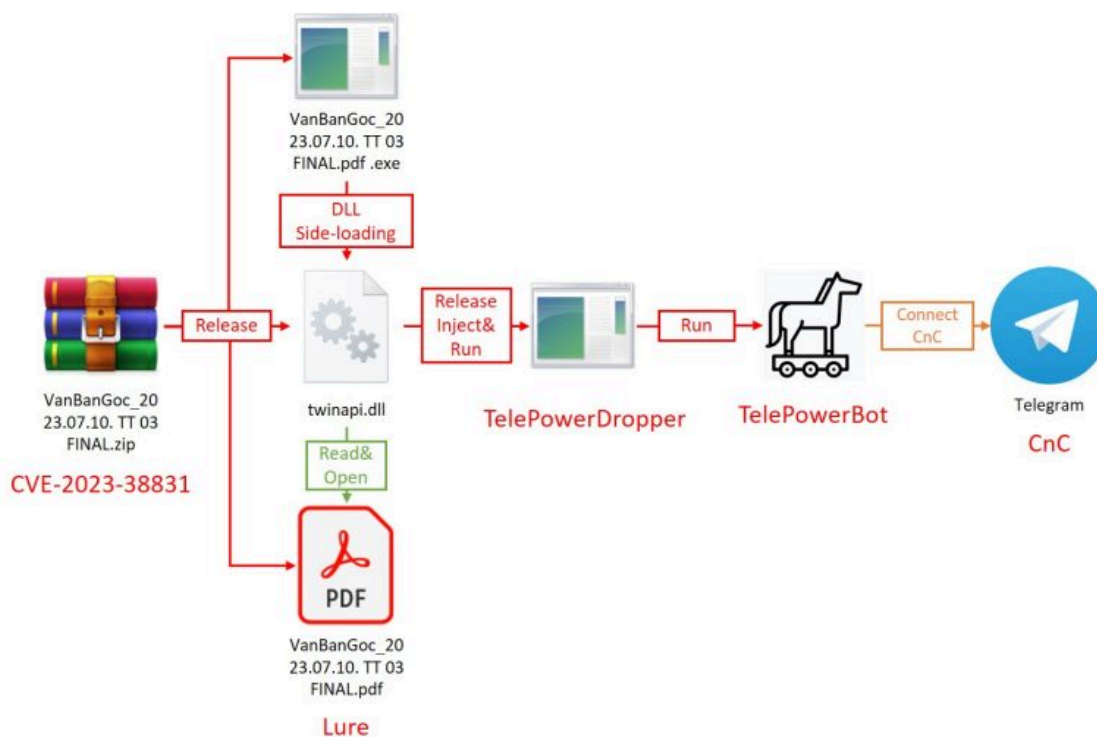 VanBanGoc_20
23.07.10. TT 03
FINAL.pdf .exe
DLL
Side-loading
Release
Release
Inject&
Run
Run
Connect
CnC
VanBanGoc_20
23.07.10. TT 03
FINAL.zip
CVE-2023-38831
twinapi.dll
TelePowerDropper
TelePowerBot
Telegram
CnC
Read&
Open
PDF
VanBanGoc_20
23.07.10. TT 03
FINAL.pdf
Lure